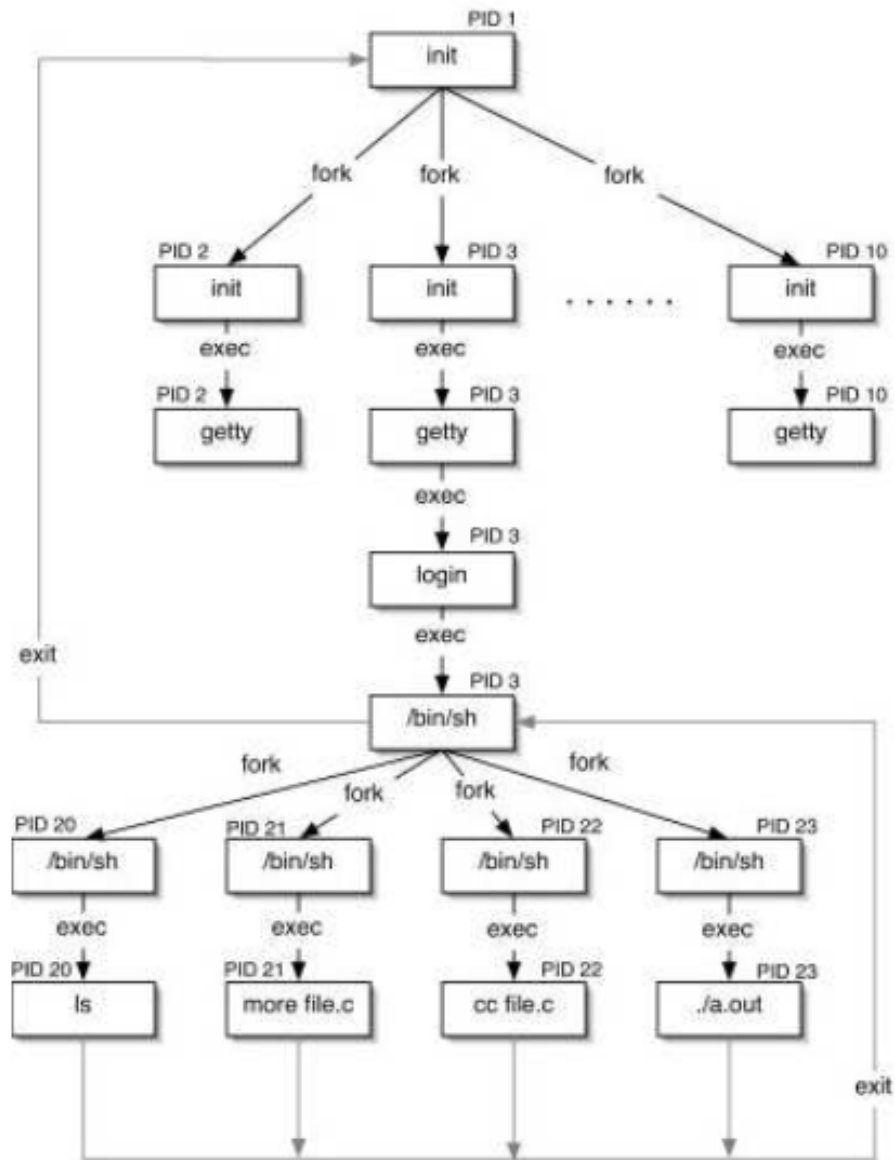 PID 1
init
fork fork fork
PID 2 PID 3 PID 10
init init . . . . . . init
exec exec exec
PID 2 PID 3 PID 10
getty getty getty
exec
PID 3
login
exec
exit
PID 3
/bin/sh
fork fork fork fork
PID 20 PID 21 PID 22 PID 23
/bin/sh /bin/sh /bin/sh /bin/sh
exec exec exec exec
PID 20 PID 21 PID 22 PID 23
ls more file.c cc file.c ./a.out
exit